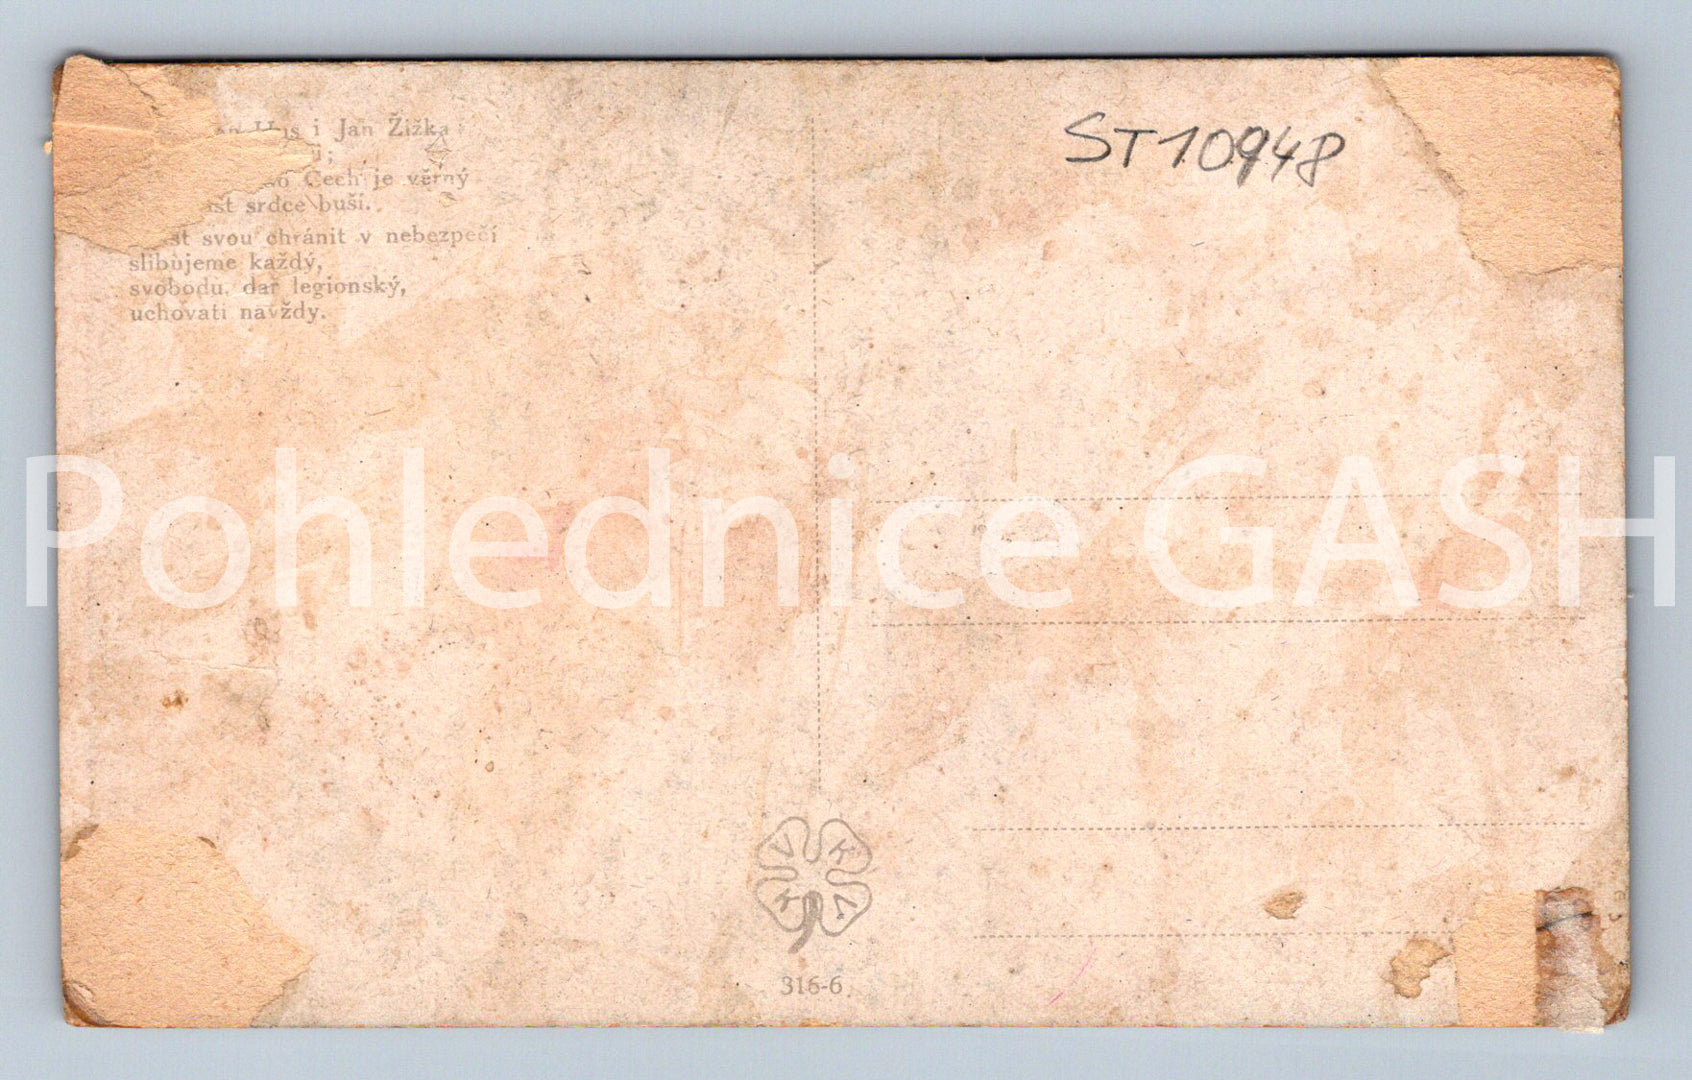 i Jan Žižka
Čech je věrný
srdce buší.
svou chránit v nebezpečí
slibujeme každý,
svobodu, dar legionský,
uchovati navždy.
ST10948
Pohlednice GASH
V K
K V
316-6